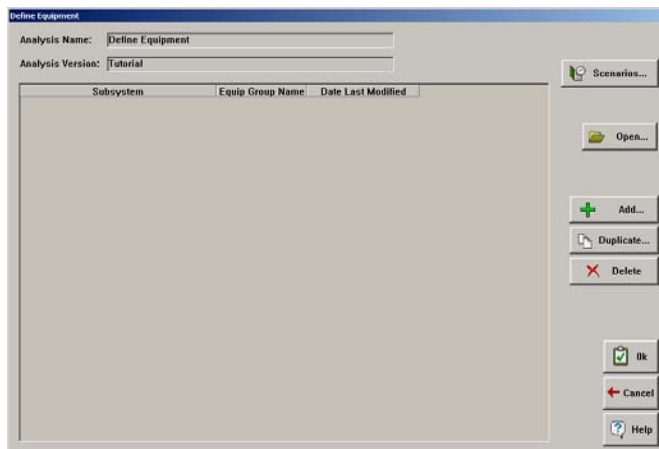 Define Equipment
Analysis Name: Define Equipment
Analysis Version: Tutorial
Scenarios...
Subsystem Equip Group Name Date Last Modified
Open...
Add...
Duplicate...
Delete
Ok
Cancel
Help